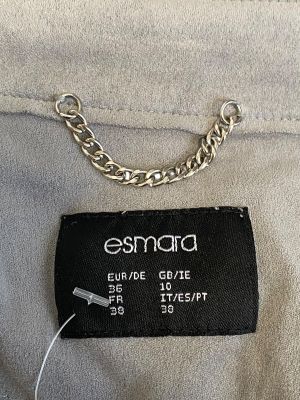 esmara
EUR/DE GB/IE
36 10
FR IT/ES/PT
38 38